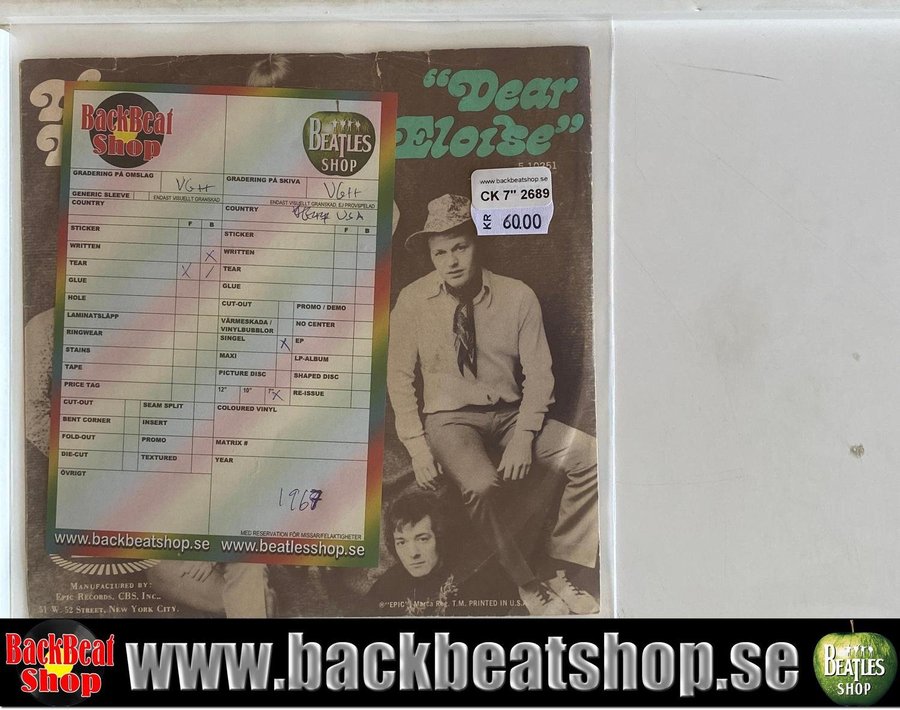 "Dear
Eloise"
5-10251
BackBeat
Shop
BEATLES
SHOP
GRADERING PÅ OMSLAG
VG++
GRADERING PÅ SKIVA
VG++
GENERIC SLEEVE
ENDAST VISUELLT GRANSKAD
ENDAST VISUELLT GRANSKAD, EJ PROVSPELAD
COUNTRY
COUNTRY
USA
F B
F B
STICKER
STICKER
WRITTEN
X
WRITTEN
TEAR
X /
TEAR
GLUE
GLUE
HOLE
CUT-OUT
PROMO / DEMO
LAMINATSLÄPP
VÄRMESKADA /
VINYLBUBBLOR
NO CENTER
RINGWEAR
SINGEL
X
EP
STAINS
MAXI
LP-ALBUM
TAPE
PICTURE DISC
SHAPED DISC
PRICE TAG
12" 10" 7" X
RE-ISSUE
CUT-OUT
SEAM SPLIT
COLOURED VINYL
BENT CORNER
INSERT
FOLD-OUT
PROMO
MATRIX #
DIE-CUT
TEXTURED
YEAR
ÖVRIGT
1967
MED RESERVATION FÖR MISSAR/FELAKTIGHETER
www.backbeatshop.se www.beatlesshop.se
www.backbeatshop.se
CK 7" 2689
KR 60.00
MANUFACTURED BY:
EPIC RECORDS, CBS, INC.,
51 W. 52 STREET, NEW YORK CITY.
®"EPIC", Marca Reg. T.M. PRINTED IN U.S.A.
BackBeat
Shop
www.backbeatshop.se
BEATLES
SHOP